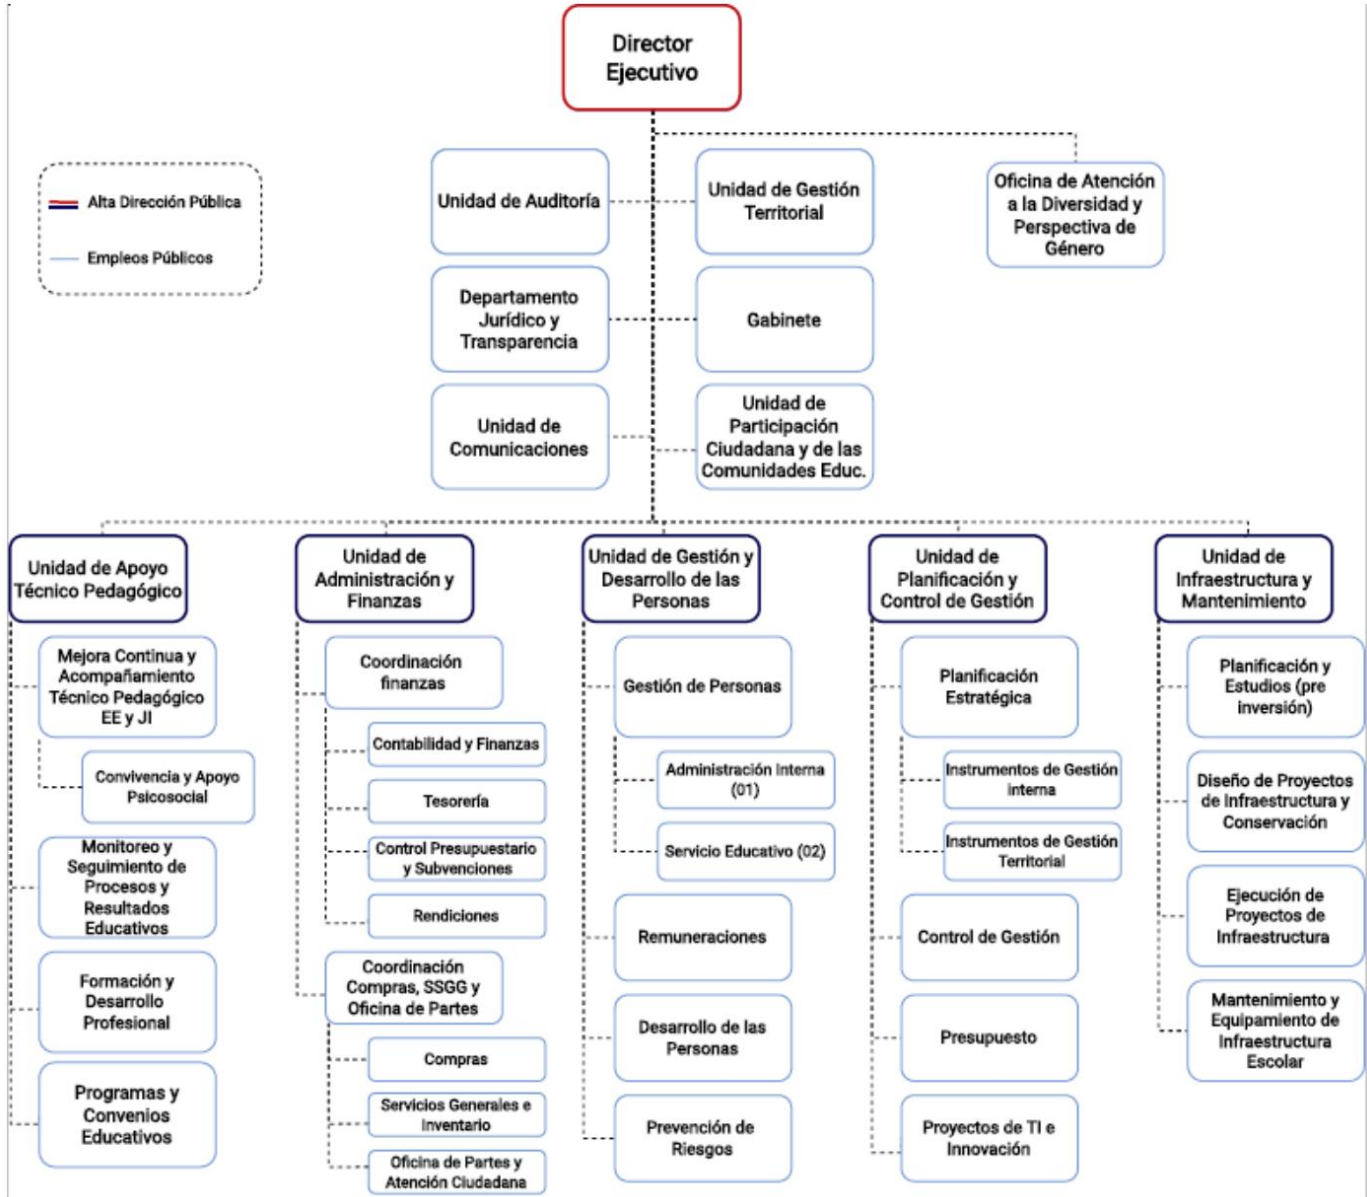 Director
Ejecutivo
Alta Dirección Pública
Empleos Públicos
Unidad de Auditoría
Unidad de Gestión
Territorial
Oficina de Atención
a la Diversidad y
Perspectiva de
Género
Departamento
Jurídico y
Transparencia
Gabinete
Unidad de
Comunicaciones
Unidad de
Participación
Ciudadana y de las
Comunidades Educ.
Unidad de Apoyo
Técnico Pedagógico
Mejora Continua y
Acompañamiento
Técnico Pedagógico
EE y JI
Convivencia y Apoyo
Psicosocial
Monitoreo y
Seguimiento de
Procesos y
Resultados
Educativos
Formación y
Desarrollo
Profesional
Programas y
Convenios
Educativos
Unidad de
Administración y
Finanzas
Coordinación
finanzas
Contabilidad y Finanzas
Tesorería
Control Presupuestario
y Subvenciones
Rendiciones
Coordinación
Compras, SSGG y
Oficina de Partes
Compras
Servicios Generales e
Inventario
Oficina de Partes y
Atención Ciudadana
Unidad de Gestión y
Desarrollo de las
Personas
Gestión de Personas
Administración Interna
(01)
Servicio Educativo (02)
Remuneraciones
Desarrollo de las
Personas
Prevención de
Riesgos
Unidad de
Planificación y
Control de Gestión
Planificación
Estratégica
Instrumentos de Gestión
interna
Instrumentos de Gestión
Territorial
Control de Gestión
Presupuesto
Proyectos de TI e
Innovación
Unidad de
Infraestructura y
Mantenimiento
Planificación y
Estudios (pre
inversión)
Diseño de Proyectos
de Infraestructura y
Conservación
Ejecución de
Proyectos de
Infraestructura
Mantenimiento y
Equipamiento de
Infraestructura
Escolar